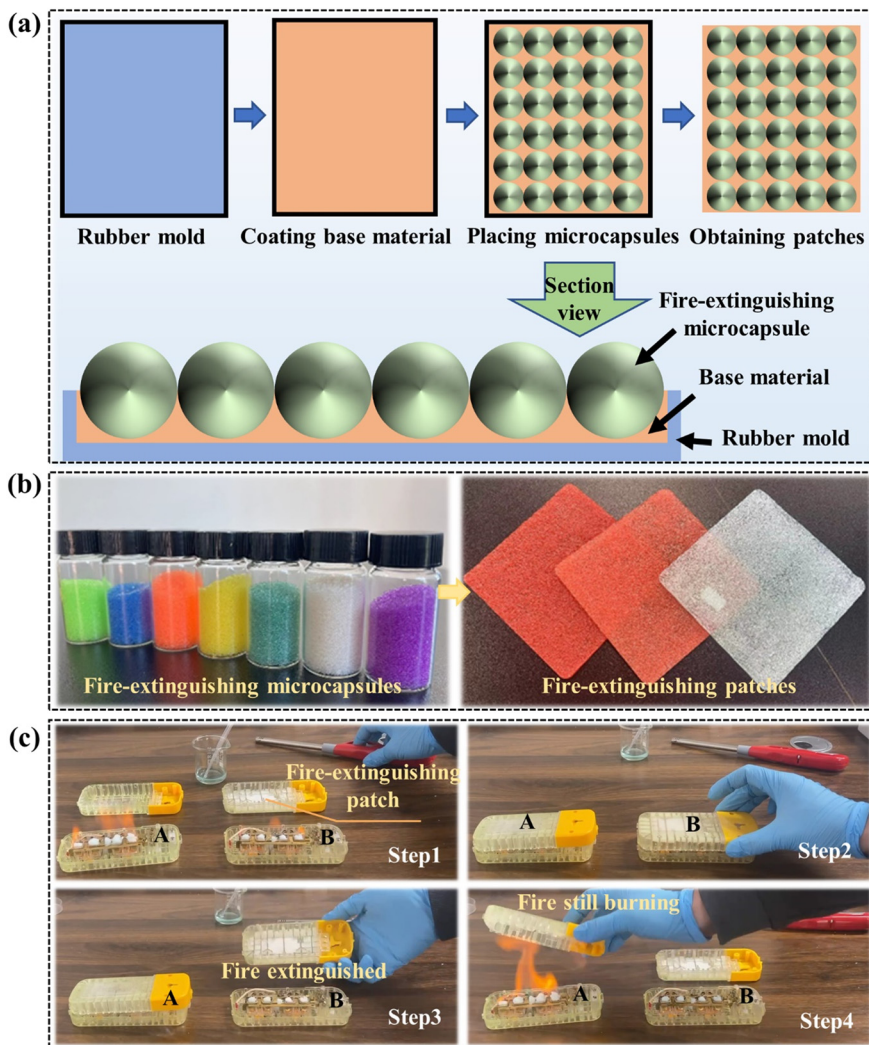 (a)
Rubber mold
Coating base material
Placing microcapsules
Obtaining patches
Section
view
Fire-extinguishing
microcapsule
Base material
Rubber mold
(b)
Fire-extinguishing microcapsules
Fire-extinguishing patches
(c)
Fire-extinguishing
patch
A
B
Step1
A
B
Step2
Fire extinguished
A
B
Step3
Fire still burning
A
B
Step4